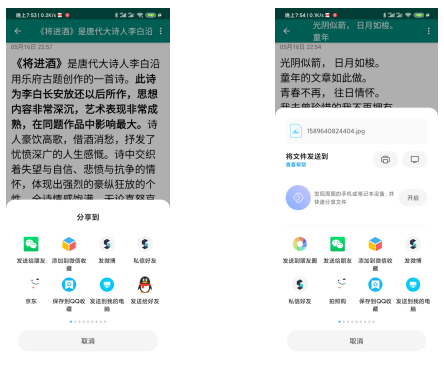 晚上7:53 | 0.2K/s
《将进酒》是唐代大诗人李白沿
05月16日 22:57
《将进酒》是唐代大诗人李白沿
用乐府古题创作的一首诗。此诗
为李白长安放还以后所作，思想
内容非常深沉，艺术表现非常成
熟，在同题作品中影响最大。诗
人豪饮高歌，借酒消愁，抒发了
忧愤深广的人生感慨。诗中交织
着失望与自信、悲愤与抗争的情
怀，体现出强烈的豪纵狂放的个
分享到
发送给朋友
添加到微信收藏
发微博
私信好友
京东
保存到QQ收藏
发送到我的电脑
发送给好友
取消
晚上7:54 | 0.1K/s
光阴似箭， 日月如梭。
童年
05月16日 22:54
光阴似箭， 日月如梭。
童年的文章如此做。
青春不再， 往日情怀。
我未曾珍惜的我不再拥有
1589640824404.jpg
将文件发送到
查看帮助
发现周围的手机或笔记本设备，并
快速分享文件
开启
发送到朋友圈
发送给朋友
添加到微信收藏
发微博
私信好友
拍照购
保存到QQ收藏
发送到我的电脑
取消